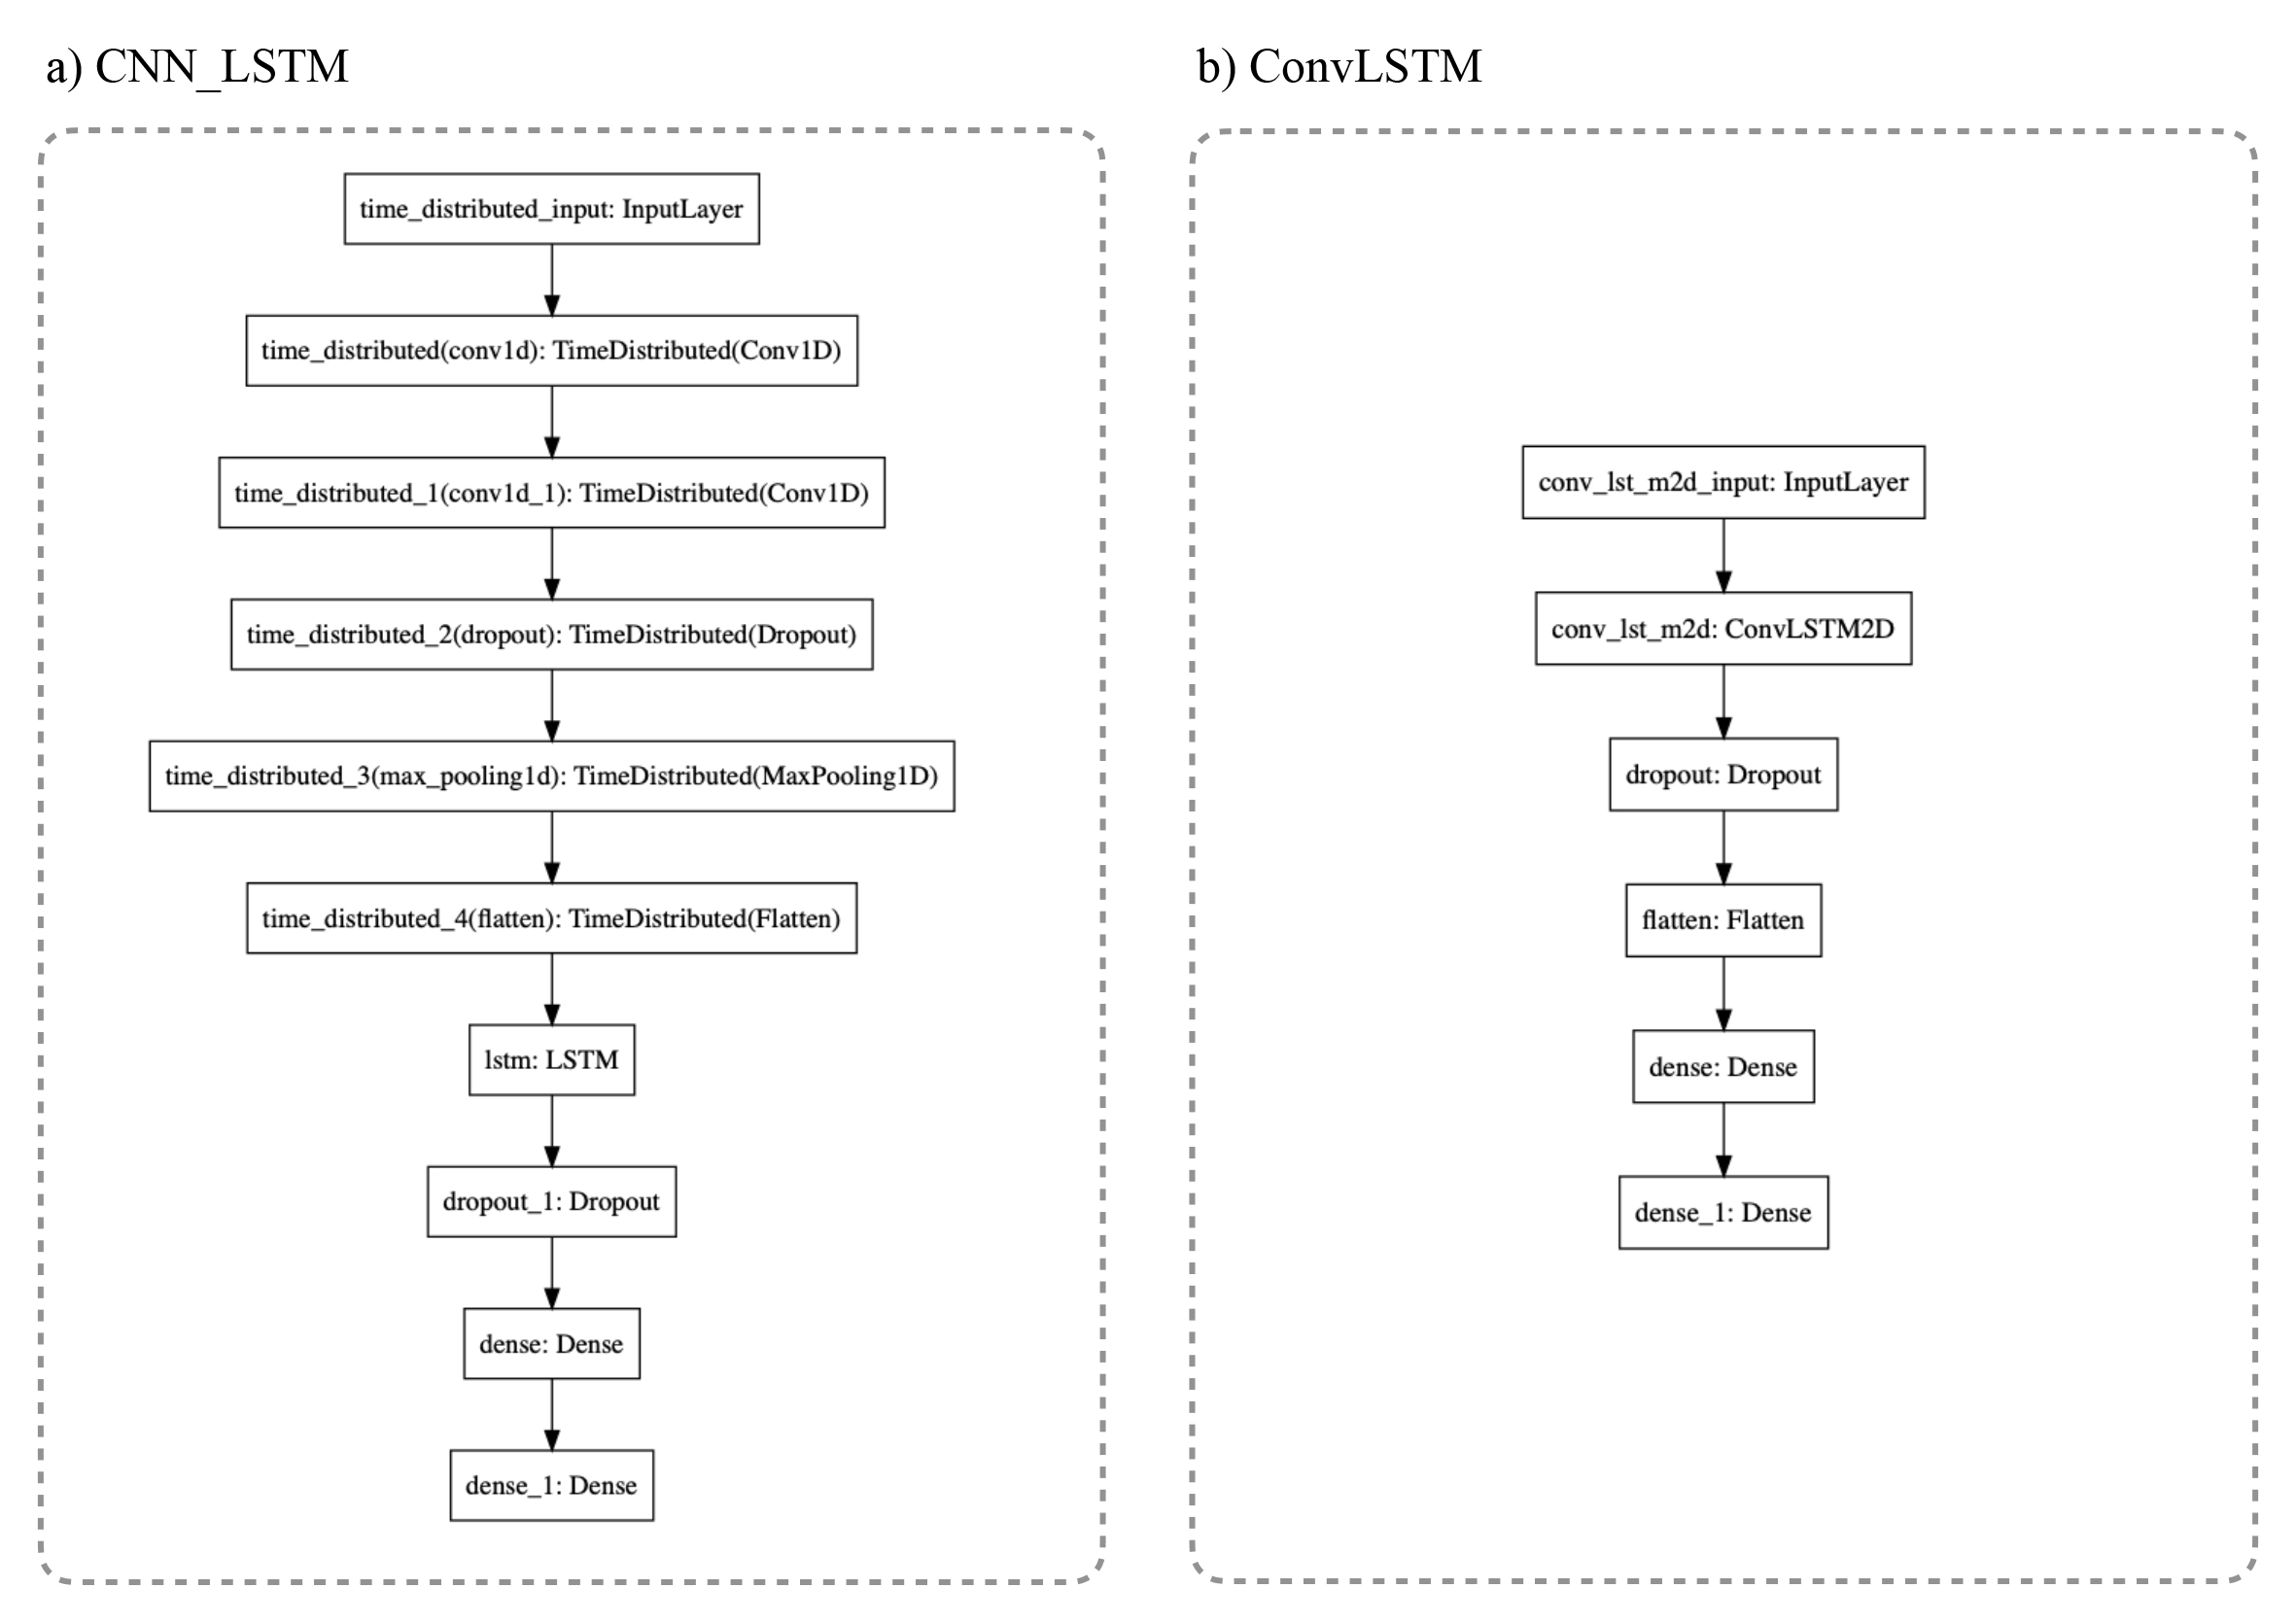 a) CNN_LSTM
time_distributed_input: InputLayer
time_distributed(conv1d): TimeDistributed(Conv1D)
time_distributed_1(conv1d_1): TimeDistributed(Conv1D)
time_distributed_2(dropout): TimeDistributed(Dropout)
time_distributed_3(max_pooling1d): TimeDistributed(MaxPooling1D)
time_distributed_4(flatten): TimeDistributed(Flatten)
lstm: LSTM
dropout_1: Dropout
dense: Dense
dense_1: Dense
b) ConvLSTM
conv_lst_m2d_input: InputLayer
conv_lst_m2d: ConvLSTM2D
dropout: Dropout
flatten: Flatten
dense: Dense
dense_1: Dense